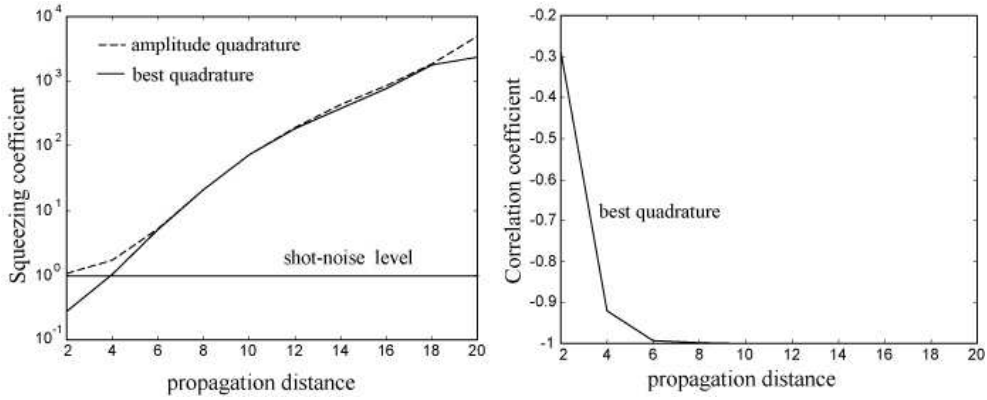 10^4
10^3
10^2
10^1
10^0
10^-1
Squeezing coefficient
amplitude quadrature
best quadrature
shot-noise level
2 4 6 8 10 12 14 16 18 20
propagation distance
-0.2
-0.3
-0.4
-0.5
-0.6
-0.7
-0.8
-0.9
-1
Correlation coefficient
best quadrature
2 4 6 8 10 12 14 16 18 20
propagation distance